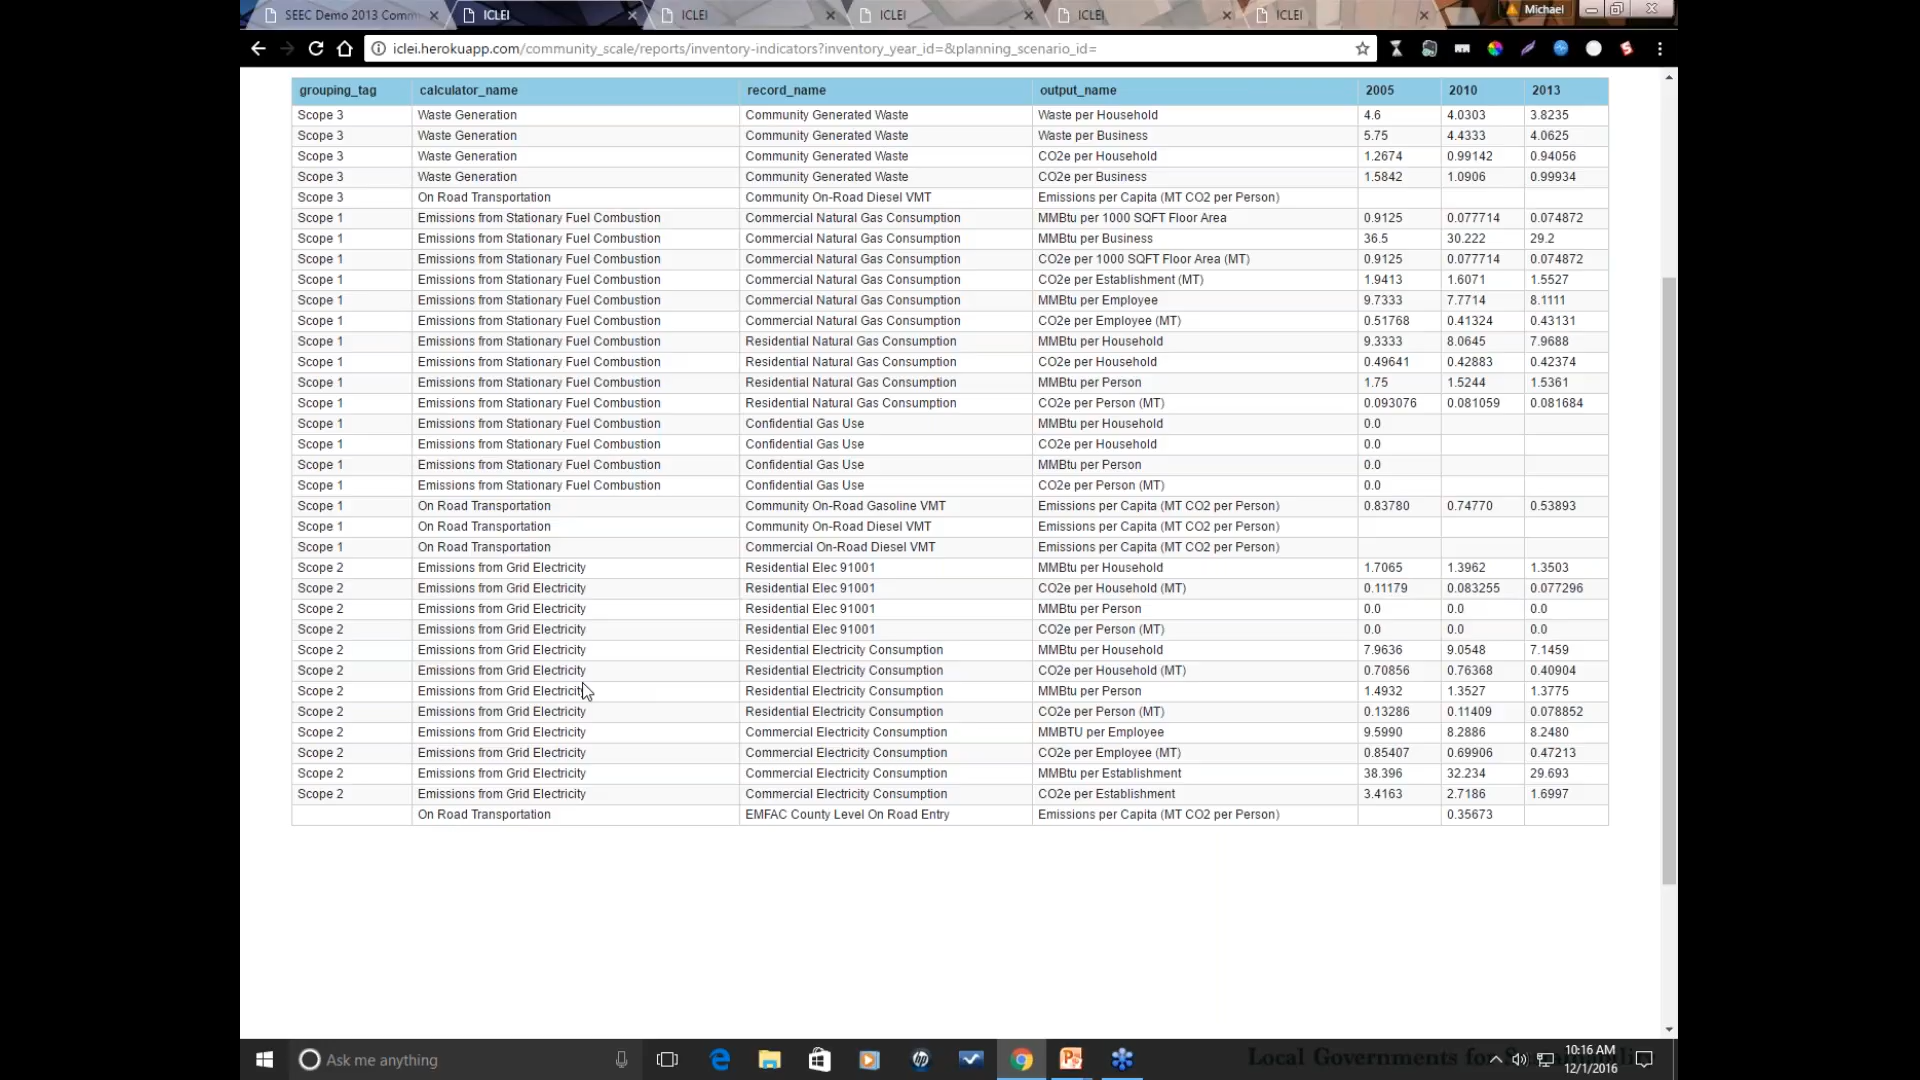 SEEC Demo 2013 Comm
ICLEI
ICLEI
ICLEI
ICLEI
ICLEI
Michael
iclei.herokuapp.com/community_scale/reports/inventory-indicators?inventory_year_id=&planning_scenario_id=
grouping_tag calculator_name record_name output_name 2005 2010 2013
Scope 3 Waste Generation Community Generated Waste Waste per Household 4.6 4.0303 3.8235
Scope 3 Waste Generation Community Generated Waste Waste per Business 5.75 4.4333 4.0625
Scope 3 Waste Generation Community Generated Waste CO2e per Household 1.2674 0.99142 0.94056
Scope 3 Waste Generation Community Generated Waste CO2e per Business 1.5842 1.0906 0.99934
Scope 3 On Road Transportation Community On-Road Diesel VMT Emissions per Capita (MT CO2 per Person)
Scope 1 Emissions from Stationary Fuel Combustion Commercial Natural Gas Consumption MMBtu per 1000 SQFT Floor Area 0.9125 0.077714 0.074872
Scope 1 Emissions from Stationary Fuel Combustion Commercial Natural Gas Consumption MMBtu per Business 36.5 30.222 29.2
Scope 1 Emissions from Stationary Fuel Combustion Commercial Natural Gas Consumption CO2e per 1000 SQFT Floor Area (MT) 0.9125 0.077714 0.074872
Scope 1 Emissions from Stationary Fuel Combustion Commercial Natural Gas Consumption CO2e per Establishment (MT) 1.9413 1.6071 1.5527
Scope 1 Emissions from Stationary Fuel Combustion Commercial Natural Gas Consumption MMBtu per Employee 9.7333 7.7714 8.1111
Scope 1 Emissions from Stationary Fuel Combustion Commercial Natural Gas Consumption CO2e per Employee (MT) 0.51768 0.41324 0.43131
Scope 1 Emissions from Stationary Fuel Combustion Residential Natural Gas Consumption MMBtu per Household 9.3333 8.0645 7.9688
Scope 1 Emissions from Stationary Fuel Combustion Residential Natural Gas Consumption CO2e per Household 0.49641 0.42883 0.42374
Scope 1 Emissions from Stationary Fuel Combustion Residential Natural Gas Consumption MMBtu per Person 1.75 1.5244 1.5361
Scope 1 Emissions from Stationary Fuel Combustion Residential Natural Gas Consumption CO2e per Person (MT) 0.093076 0.081059 0.081684
Scope 1 Emissions from Stationary Fuel Combustion Confidential Gas Use MMBtu per Household 0.0
Scope 1 Emissions from Stationary Fuel Combustion Confidential Gas Use CO2e per Household 0.0
Scope 1 Emissions from Stationary Fuel Combustion Confidential Gas Use MMBtu per Person 0.0
Scope 1 Emissions from Stationary Fuel Combustion Confidential Gas Use CO2e per Person (MT) 0.0
Scope 1 On Road Transportation Community On-Road Gasoline VMT Emissions per Capita (MT CO2 per Person) 0.83780 0.74770 0.53893
Scope 1 On Road Transportation Community On-Road Diesel VMT Emissions per Capita (MT CO2 per Person)
Scope 1 On Road Transportation Commercial On-Road Diesel VMT Emissions per Capita (MT CO2 per Person)
Scope 2 Emissions from Grid Electricity Residential Elec 91001 MMBtu per Household 1.7065 1.3962 1.3503
Scope 2 Emissions from Grid Electricity Residential Elec 91001 CO2e per Household (MT) 0.11179 0.083255 0.077296
Scope 2 Emissions from Grid Electricity Residential Elec 91001 MMBtu per Person 0.0 0.0 0.0
Scope 2 Emissions from Grid Electricity Residential Elec 91001 CO2e per Person (MT) 0.0 0.0 0.0
Scope 2 Emissions from Grid Electricity Residential Electricity Consumption MMBtu per Household 7.9636 9.0548 7.1459
Scope 2 Emissions from Grid Electricity Residential Electricity Consumption CO2e per Household (MT) 0.70856 0.76368 0.40904
Scope 2 Emissions from Grid Electricity Residential Electricity Consumption MMBtu per Person 1.4932 1.3527 1.3775
Scope 2 Emissions from Grid Electricity Residential Electricity Consumption CO2e per Person (MT) 0.13286 0.11409 0.078852
Scope 2 Emissions from Grid Electricity Commercial Electricity Consumption MMBTU per Employee 9.5990 8.2886 8.2480
Scope 2 Emissions from Grid Electricity Commercial Electricity Consumption CO2e per Employee (MT) 0.85407 0.69906 0.47213
Scope 2 Emissions from Grid Electricity Commercial Electricity Consumption MMBtu per Establishment 38.396 32.234 29.693
Scope 2 Emissions from Grid Electricity Commercial Electricity Consumption CO2e per Establishment 3.4163 2.7186 1.6997
On Road Transportation EMFAC County Level On Road Entry Emissions per Capita (MT CO2 per Person) 0.35673
Ask me anything
Local Governments for
10:16 AM
12/1/2016